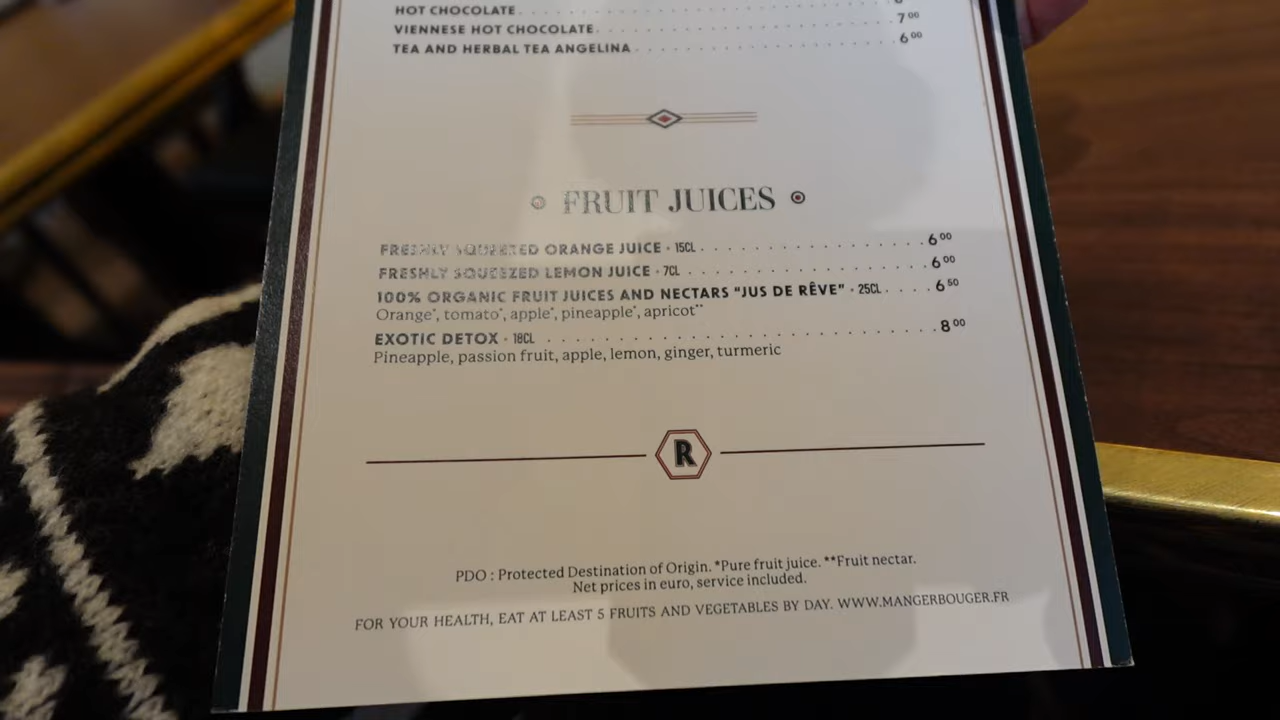 HOT CHOCOLATE
VIENNESE HOT CHOCOLATE 7 00
TEA AND HERBAL TEA ANGELINA 6 00
FRUIT JUICES
FRESHLY SQUEEZED ORANGE JUICE • 15CL 6 00
FRESHLY SQUEEZED LEMON JUICE • 7CL 6 00
100% ORGANIC FRUIT JUICES AND NECTARS "JUS DE RÊVE" • 25CL 6 50
Orange*, tomato*, apple*, pineapple*, apricot**
EXOTIC DETOX • 18CL 8 00
Pineapple, passion fruit, apple, lemon, ginger, turmeric
R
PDO : Protected Destination of Origin. *Pure fruit juice. **Fruit nectar.
Net prices in euro, service included.
FOR YOUR HEALTH, EAT AT LEAST 5 FRUITS AND VEGETABLES BY DAY. WWW.MANGERBOUGER.FR